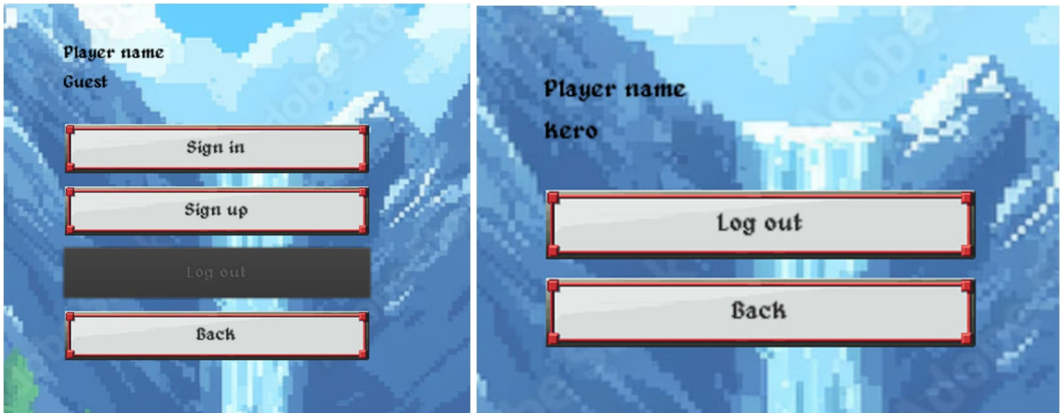 Player name
Guest
Sign in
Sign up
Log out
Back
Player name
kero
Log out
Back